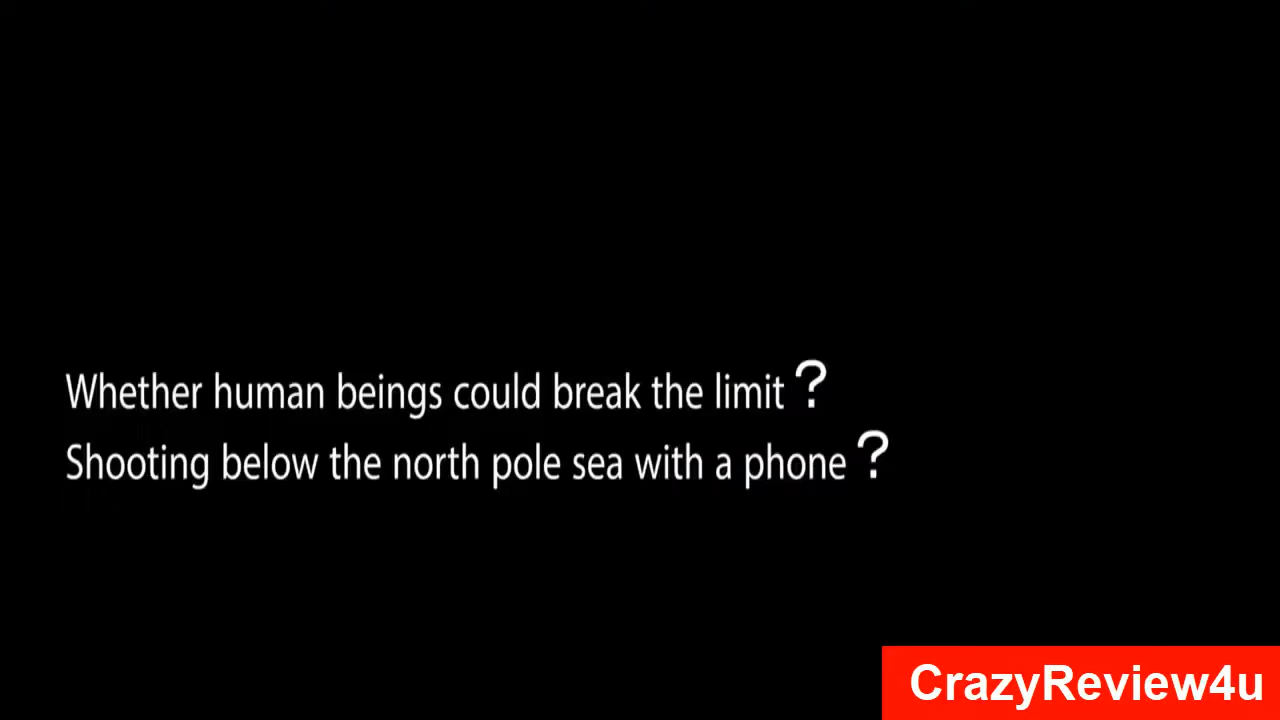 Whether human beings could break the limit？
Shooting below the north pole sea with a phone？
CrazyReview4u